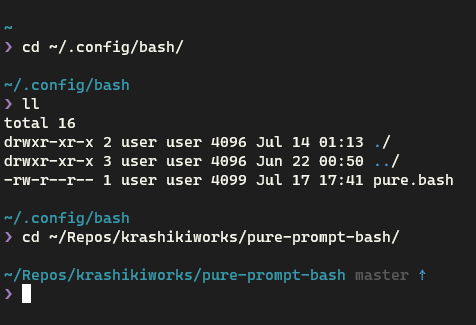 ~
❯ cd ~/.config/bash/
~/.config/bash
❯ ll
total 16
drwxr-xr-x 2 user user 4096 Jul 14 01:13 ./
drwxr-xr-x 3 user user 4096 Jun 22 00:50 ../
-rw-r--r-- 1 user user 4099 Jul 17 17:41 pure.bash
~/.config/bash
❯ cd ~/Repos/krashikiworks/pure-prompt-bash/
~/Repos/krashikiworks/pure-prompt-bash master ↑
❯